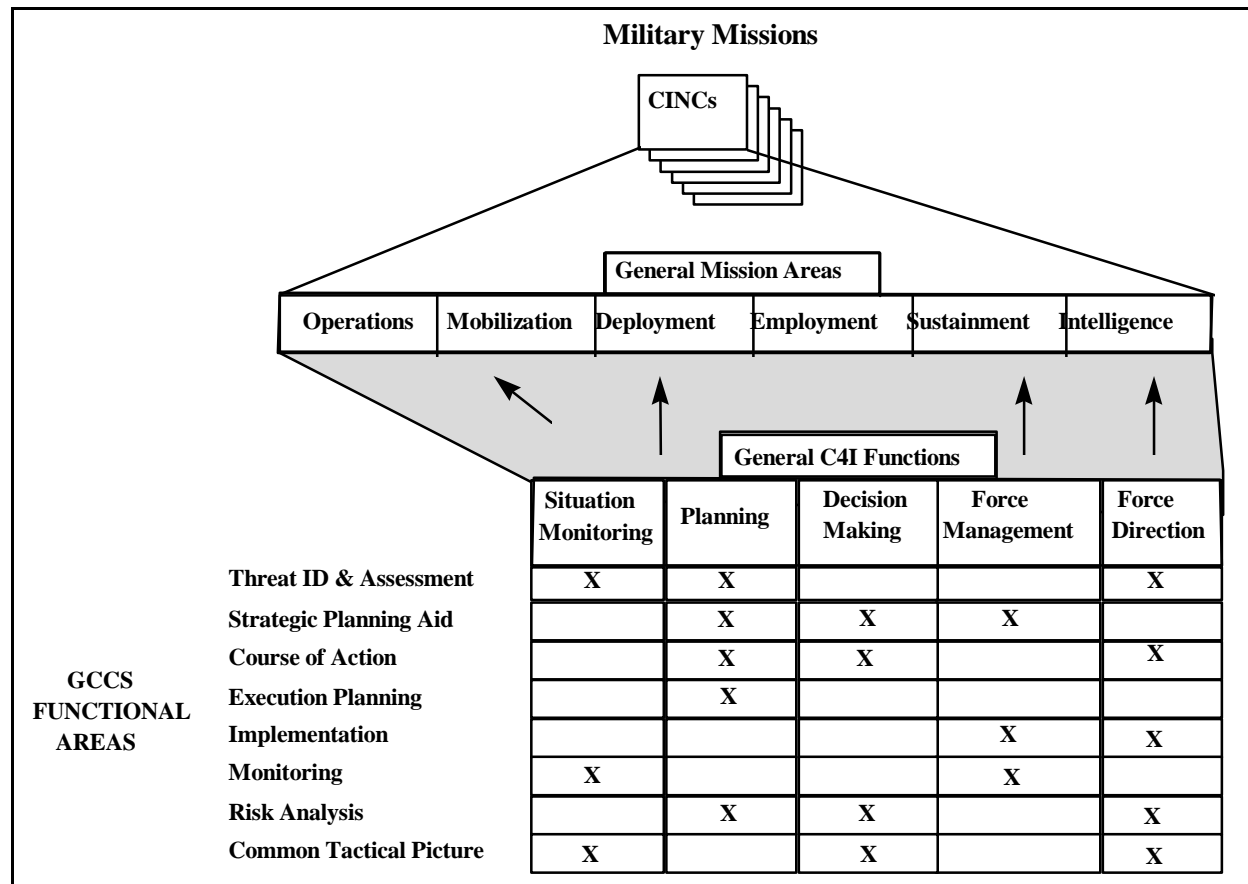 Military Missions
CINCs
General Mission Areas
Operations Mobilization Deployment Employment Sustainment Intelligence
General C4I Functions
Situation Monitoring Planning Decision Making Force Management Force Direction
Threat ID & Assessment X X X
Strategic Planning Aid X X X
Course of Action X X X
GCCS FUNCTIONAL AREAS
Execution Planning X
Implementation X X
Monitoring X X
Risk Analysis X X X
Common Tactical Picture X X X